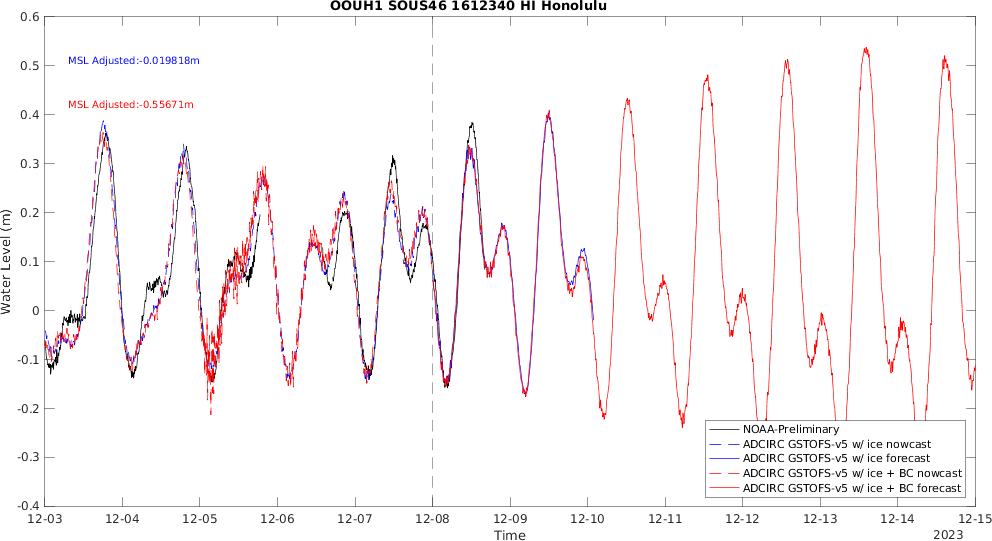 OOUH1 SOUS46 1612340 HI Honolulu
0.6
0.5
0.4
0.3
0.2
0.1
0
-0.1
-0.2
-0.3
-0.4
Water Level (m)
MSL Adjusted:-0.019818m
MSL Adjusted:-0.55671m
NOAA-Preliminary
ADCIRC GSTOFS-v5 w/ ice nowcast
ADCIRC GSTOFS-v5 w/ ice forecast
ADCIRC GSTOFS-v5 w/ ice + BC nowcast
ADCIRC GSTOFS-v5 w/ ice + BC forecast
12-03 12-04 12-05 12-06 12-07 12-08 12-09 12-10 12-11 12-12 12-13 12-14 12-15
Time
2023